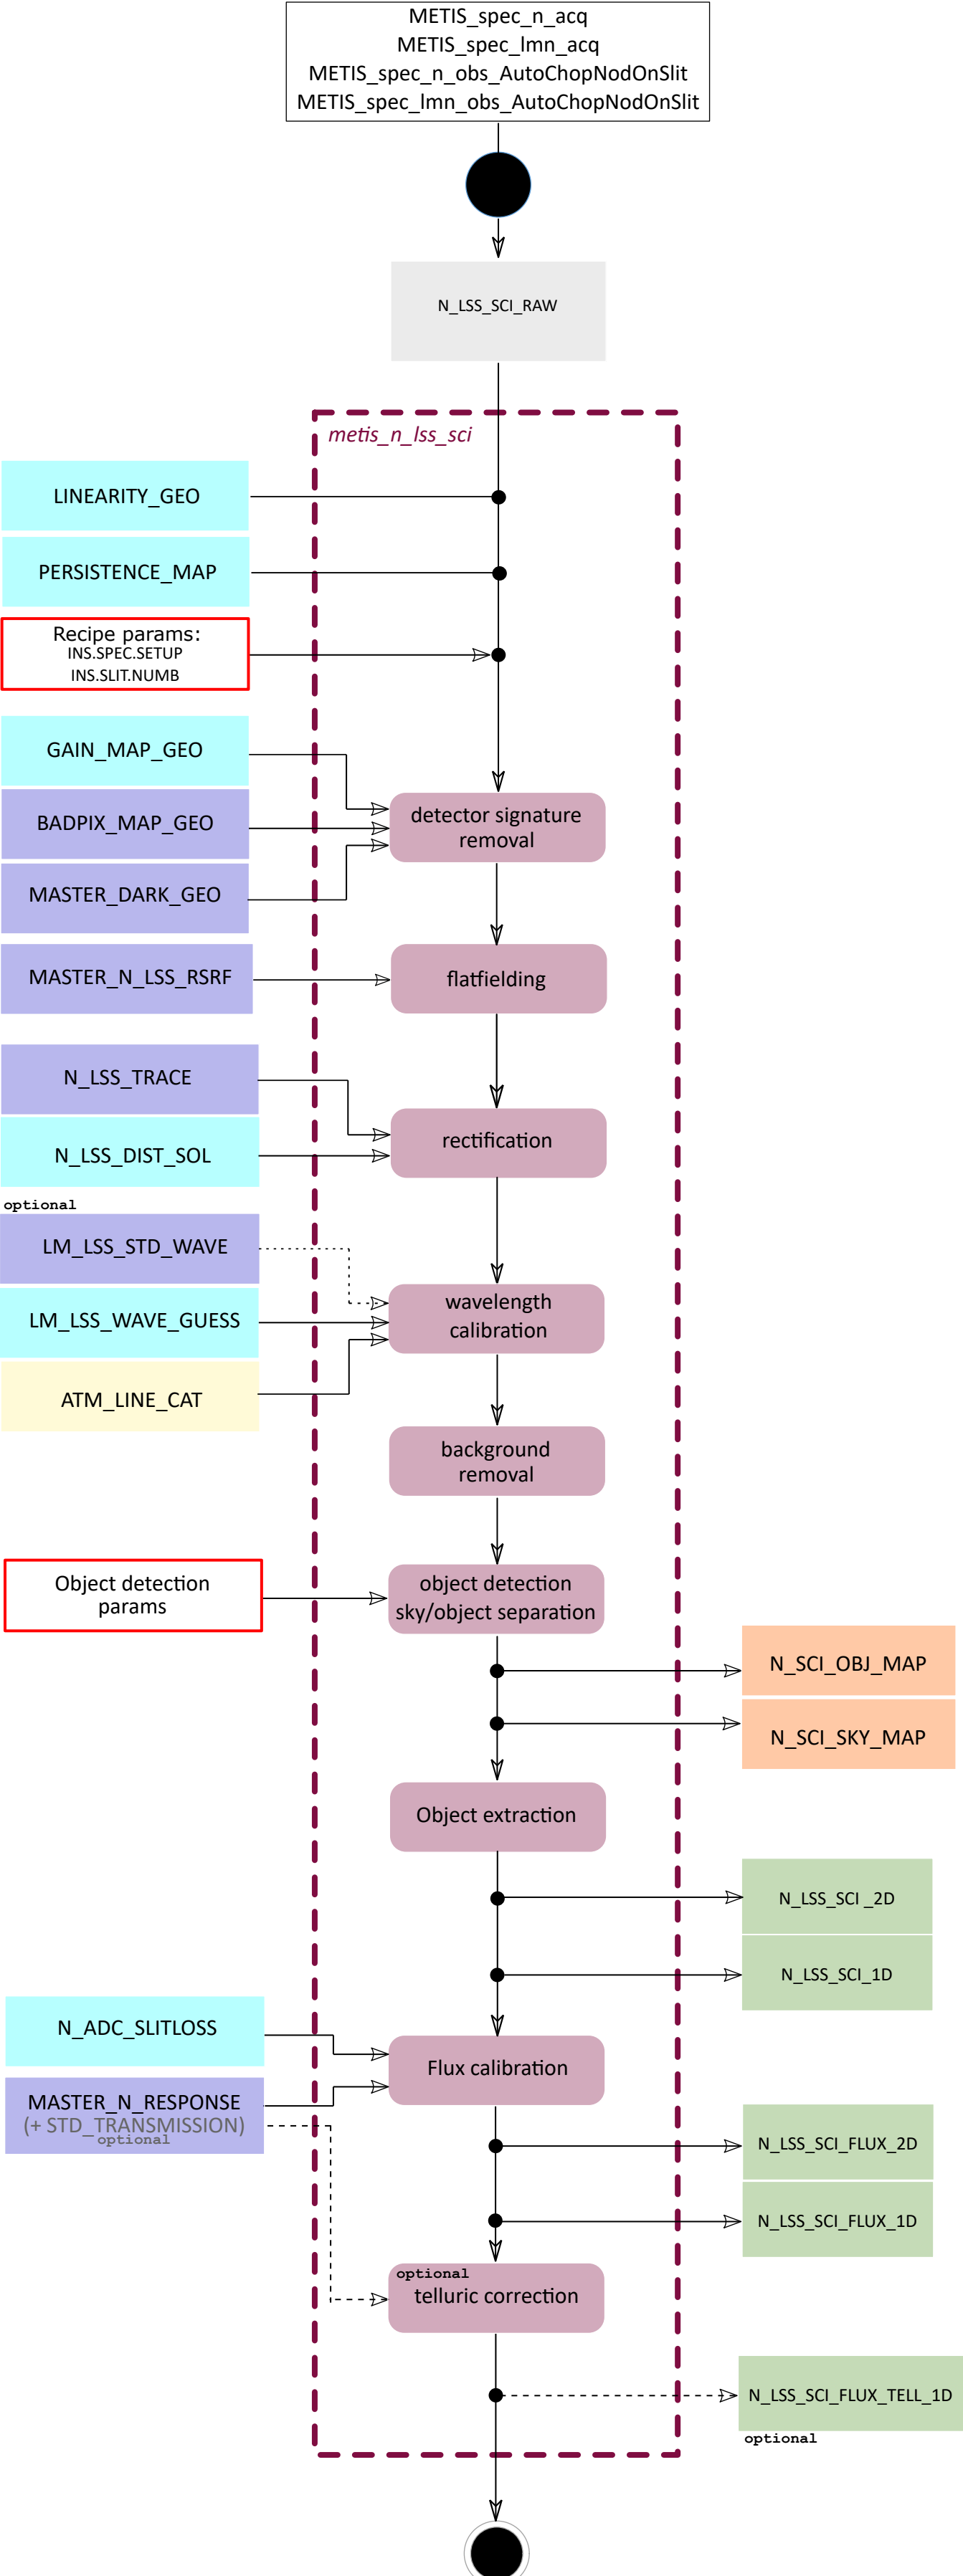 METIS_spec_n_acq
METIS_spec_lmn_acq
METIS_spec_n_obs_AutoChopNodOnSlit
METIS_spec_lmn_obs_AutoChopNodOnSlit
N_LSS_SCI_RAW
metis_n_lss_sci
LINEARITY_GEO
PERSISTENCE_MAP
Recipe params:
INS.SPEC.SETUP
INS.SLIT.NUMB
GAIN_MAP_GEO
BADPIX_MAP_GEO
MASTER_DARK_GEO
detector signature
removal
MASTER_N_LSS_RSRF
flatfielding
N_LSS_TRACE
N_LSS_DIST_SOL
rectification
optional
LM_LSS_STD_WAVE
LM_LSS_WAVE_GUESS
ATM_LINE_CAT
wavelength
calibration
background
removal
Object detection
params
object detection
sky/object separation
N_SCI_OBJ_MAP
N_SCI_SKY_MAP
Object extraction
N_LSS_SCI _2D
N_LSS_SCI_1D
N_ADC_SLITLOSS
MASTER_N_RESPONSE
(+ STD_TRANSMISSION)
optional
Flux calibration
N_LSS_SCI_FLUX_2D
N_LSS_SCI_FLUX_1D
optional
telluric correction
N_LSS_SCI_FLUX_TELL_1D
optional